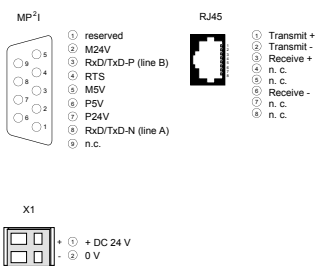 MP²I
5
9
4
8
3
7
2
6
1
① reserved
② M24V
③ RxD/TxD-P (line B)
④ RTS
⑤ M5V
⑥ P5V
⑦ P24V
⑧ RxD/TxD-N (line A)
⑨ n.c.
RJ45
① Transmit +
② Transmit -
③ Receive +
④ n. c.
⑤ n. c.
⑥ Receive -
⑦ n. c.
⑧ n. c.
X1
+ ① + DC 24 V
- ② 0 V